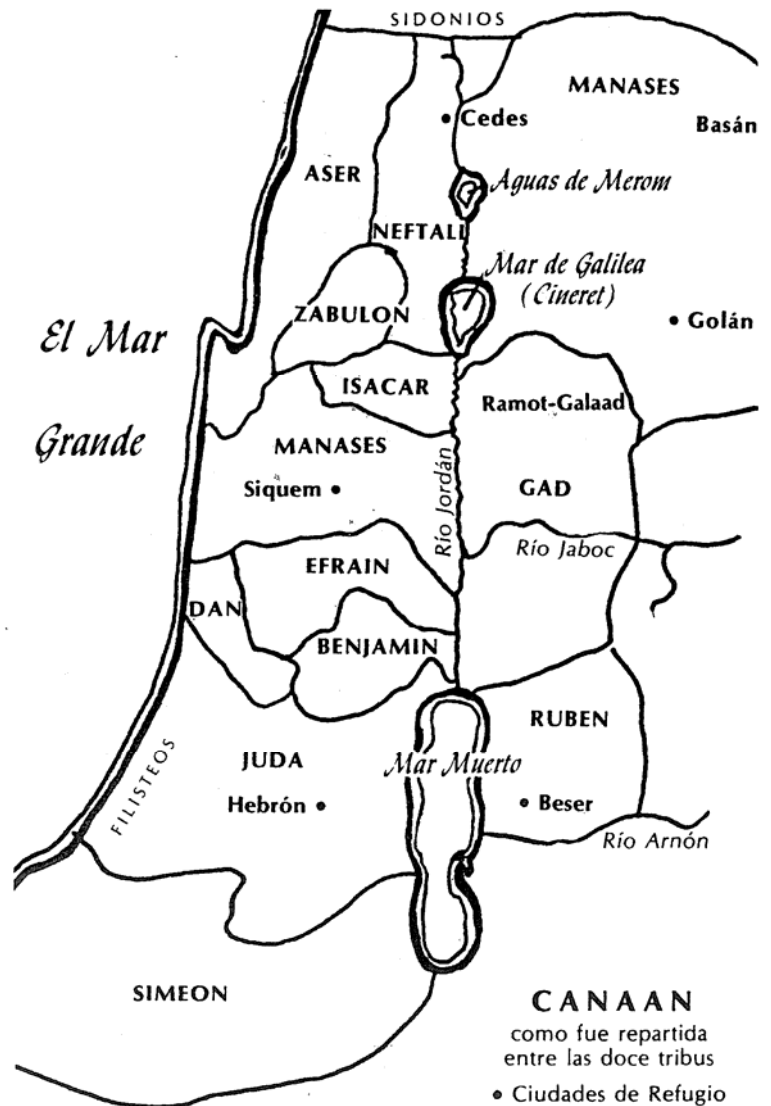 SIDONIOS
MANASES
Basán
Cedes
ASER
Aguas de Merom
NEFTALI
Mar de Galilea
(Cineret)
ZABULON
Golán
El Mar
Grande
ISACAR
Ramot-Galaad
MANASES
Siquem
GAD
Río Jordán
Río Jaboc
EFRAIN
DAN
BENJAMIN
RUBEN
JUDA
Mar Muerto
FILISTEOS
Hebrón
Beser
Río Arnón
SIMEON
CANAAN
como fue repartida
entre las doce tribus
• Ciudades de Refugio